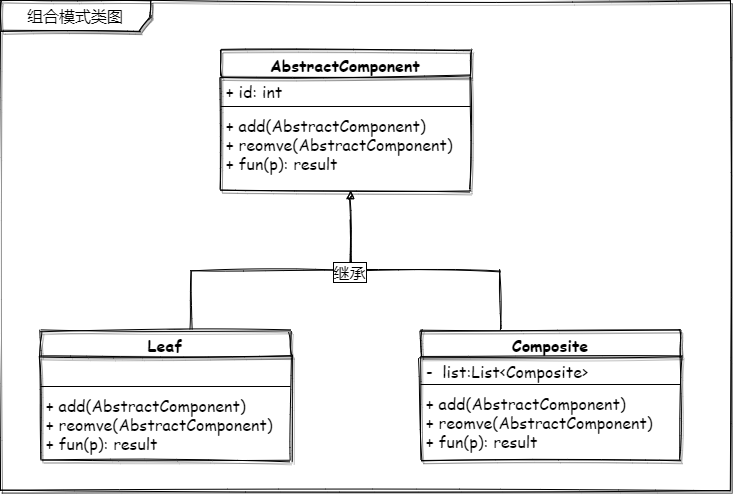 组合模式类图
AbstractComponent
+ id: int
+ add(AbstractComponent)
+ reomve(AbstractComponent)
+ fun(p): result
继承
Leaf
+ add(AbstractComponent)
+ reomve(AbstractComponent)
+ fun(p): result
Composite
- list:List<Composite>
+ add(AbstractComponent)
+ reomve(AbstractComponent)
+ fun(p): result